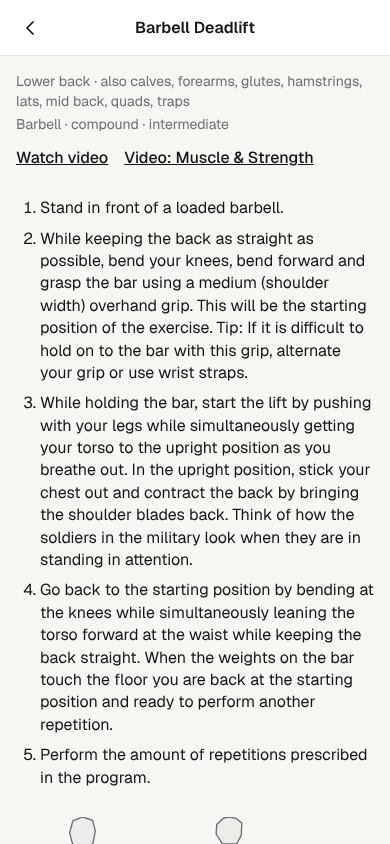 Barbell Deadlift
Lower back · also calves, forearms, glutes, hamstrings,
lats, mid back, quads, traps
Barbell · compound · intermediate
Watch video Video: Muscle & Strength
1. Stand in front of a loaded barbell.
2. While keeping the back as straight as
possible, bend your knees, bend forward and
grasp the bar using a medium (shoulder
width) overhand grip. This will be the starting
position of the exercise. Tip: If it is difficult to
hold on to the bar with this grip, alternate
your grip or use wrist straps.
3. While holding the bar, start the lift by pushing
with your legs while simultaneously getting
your torso to the upright position as you
breathe out. In the upright position, stick your
chest out and contract the back by bringing
the shoulder blades back. Think of how the
soldiers in the military look when they are in
standing in attention.
4. Go back to the starting position by bending at
the knees while simultaneously leaning the
torso forward at the waist while keeping the
back straight. When the weights on the bar
touch the floor you are back at the starting
position and ready to perform another
repetition.
5. Perform the amount of repetitions prescribed
in the program.